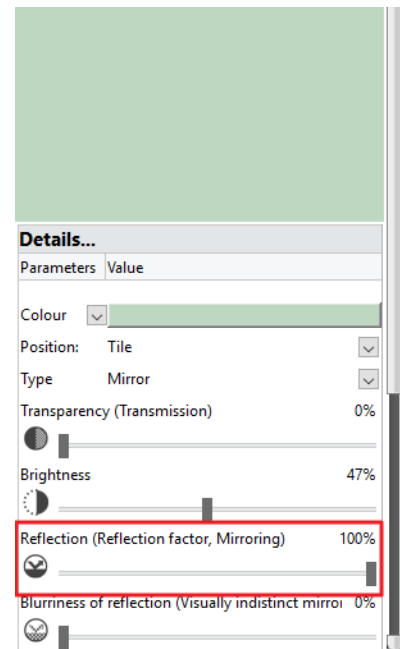 Details...
Parameters Value
Colour
Position: Tile
Type Mirror
Transparency (Transmission) 0%
Brightness 47%
Reflection (Reflection factor, Mirroring) 100%
Blurriness of reflection (Visually indistinct mirror 0%